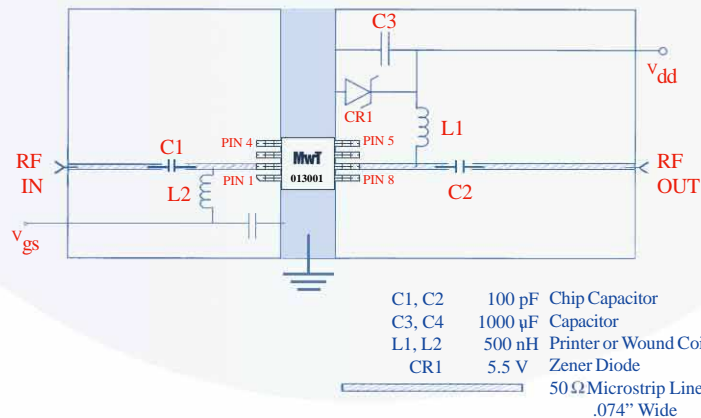 C3
Vdd
CR1
L1
C1
PIN 4
PIN 5
MwT
RF
IN
RF
OUT
013001
L2
PIN 1
PIN 8
C2
Vgs
C1, C2 100 pF Chip Capacitor
C3, C4 1000 µF Capacitor
L1, L2 500 nH Printer or Wound Coi
CR1 5.5 V Zener Diode
50 Ω Microstrip Line
.074” Wide